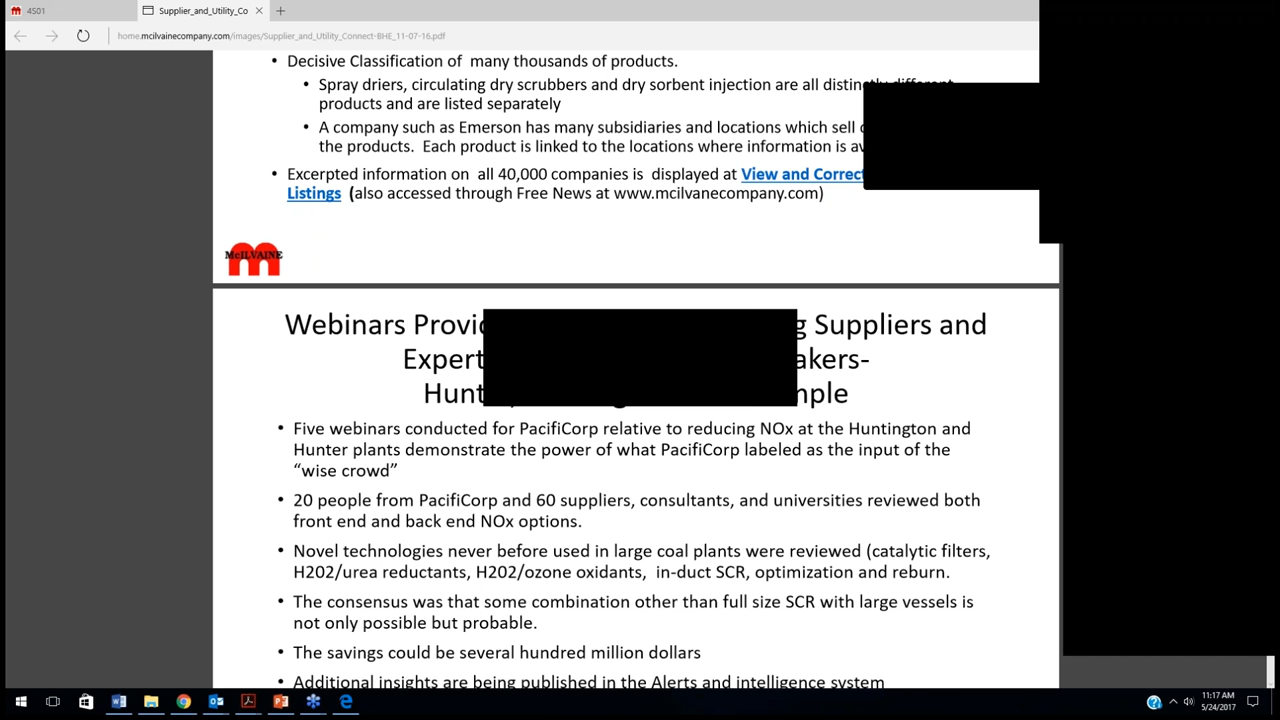 4S01
Supplier_and_Utility_Co
home.mcilvainecompany.com/images/Supplier_and_Utility_Connect-BHE_11-07-16.pdf
• Decisive Classification of many thousands of products.
• Spray driers, circulating dry scrubbers and dry sorbent injection are all distinctly different
products and are listed separately
• A company such as Emerson has many subsidiaries and locations which sell
the products. Each product is linked to the locations where information is
• Excerpted information on all 40,000 companies is displayed at View and Correct
Listings (also accessed through Free News at www.mcilvanecompany.com)
McILVAINE
Webinars Suppliers and
• Five webinars conducted for PacifiCorp relative to reducing NOx at the Huntington and
Hunter plants demonstrate the power of what PacifiCorp labeled as the input of the
“wise crowd”
• 20 people from PacifiCorp and 60 suppliers, consultants, and universities reviewed both
front end and back end NOx options.
• Novel technologies never before used in large coal plants were reviewed (catalytic filters,
H202/urea reductants, H202/ozone oxidants, in-duct SCR, optimization and reburn.
• The consensus was that some combination other than full size SCR with large vessels is
not only possible but probable.
• The savings could be several hundred million dollars
• Additional insights are being published in the Alerts and intelligence system
11:17 AM
5/24/2017